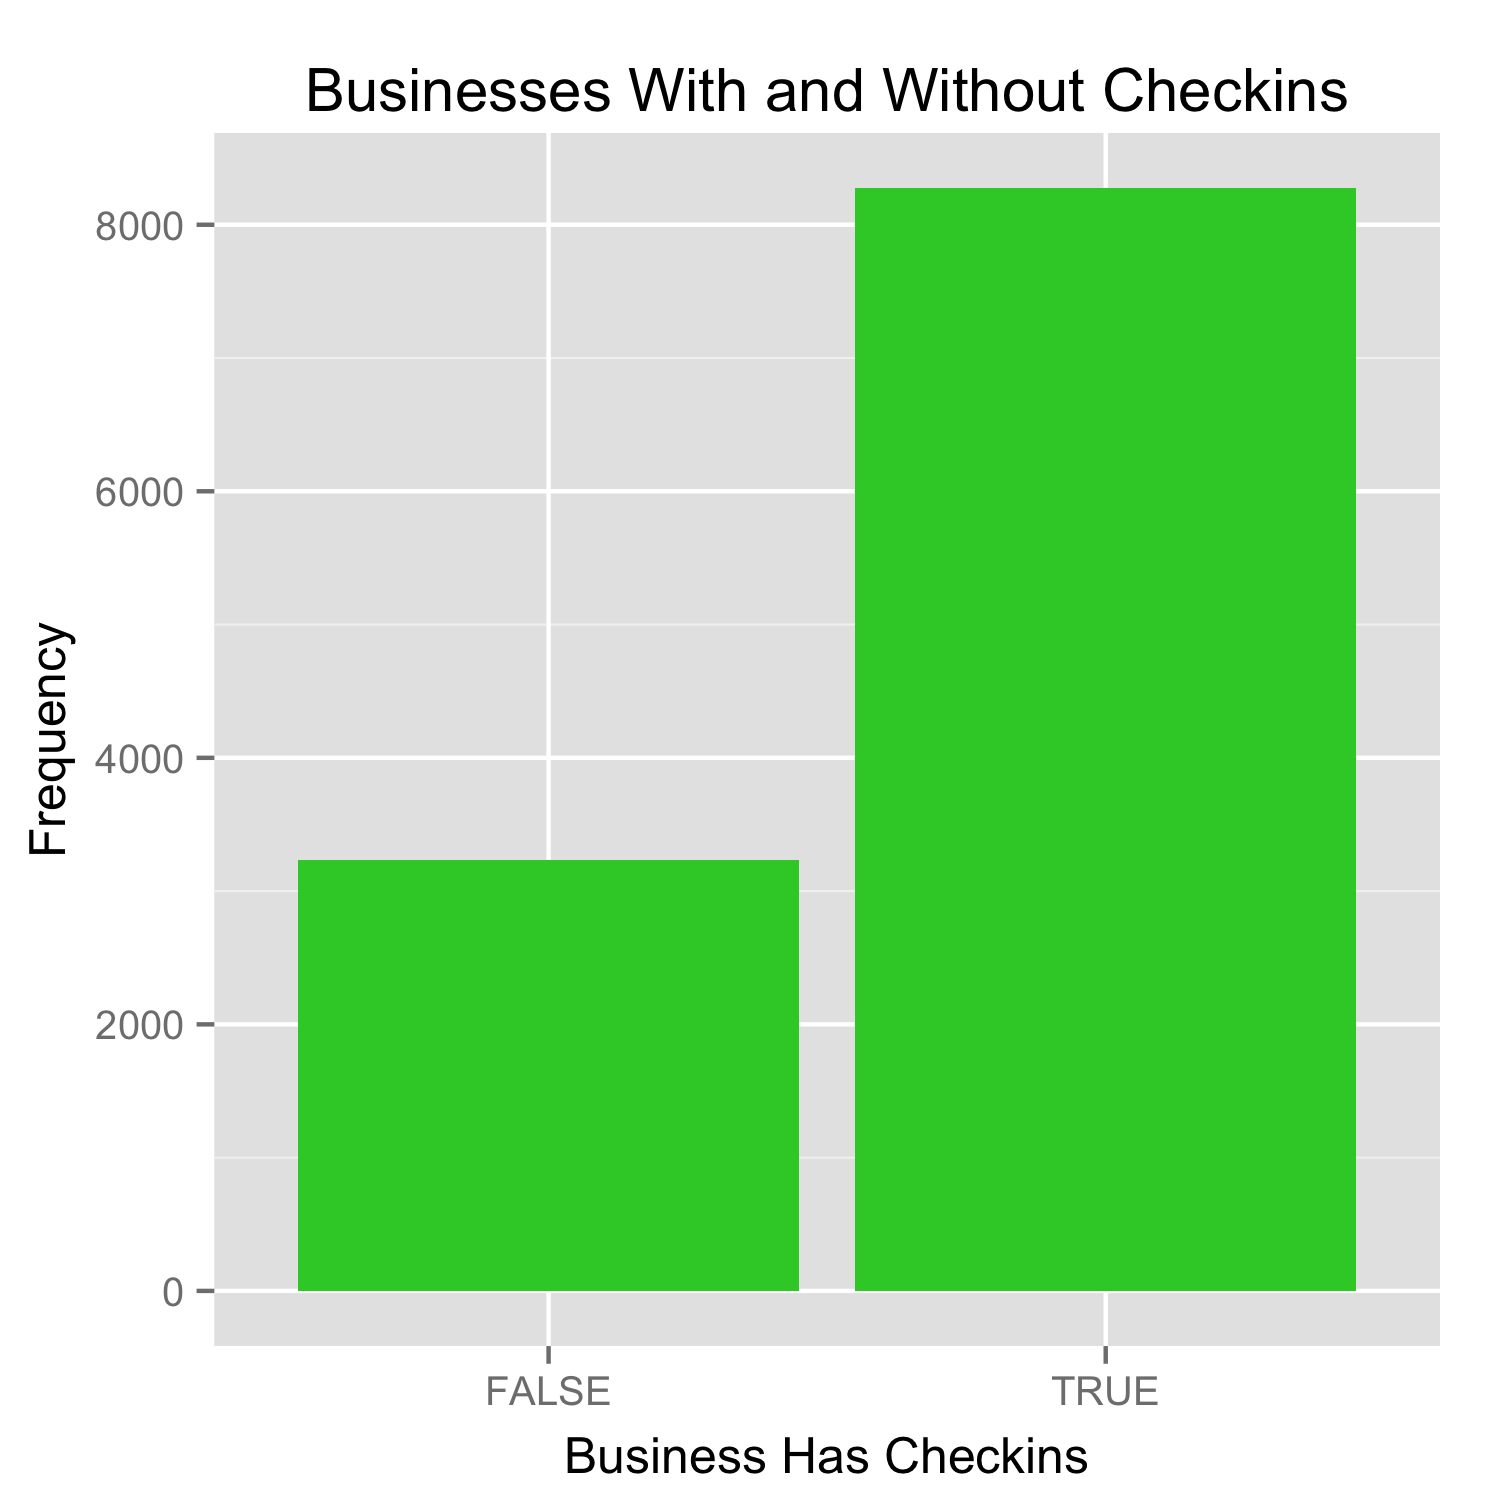 Businesses With and Without Checkins
Frequency
8000
6000
4000
2000
0
FALSE TRUE
Business Has Checkins